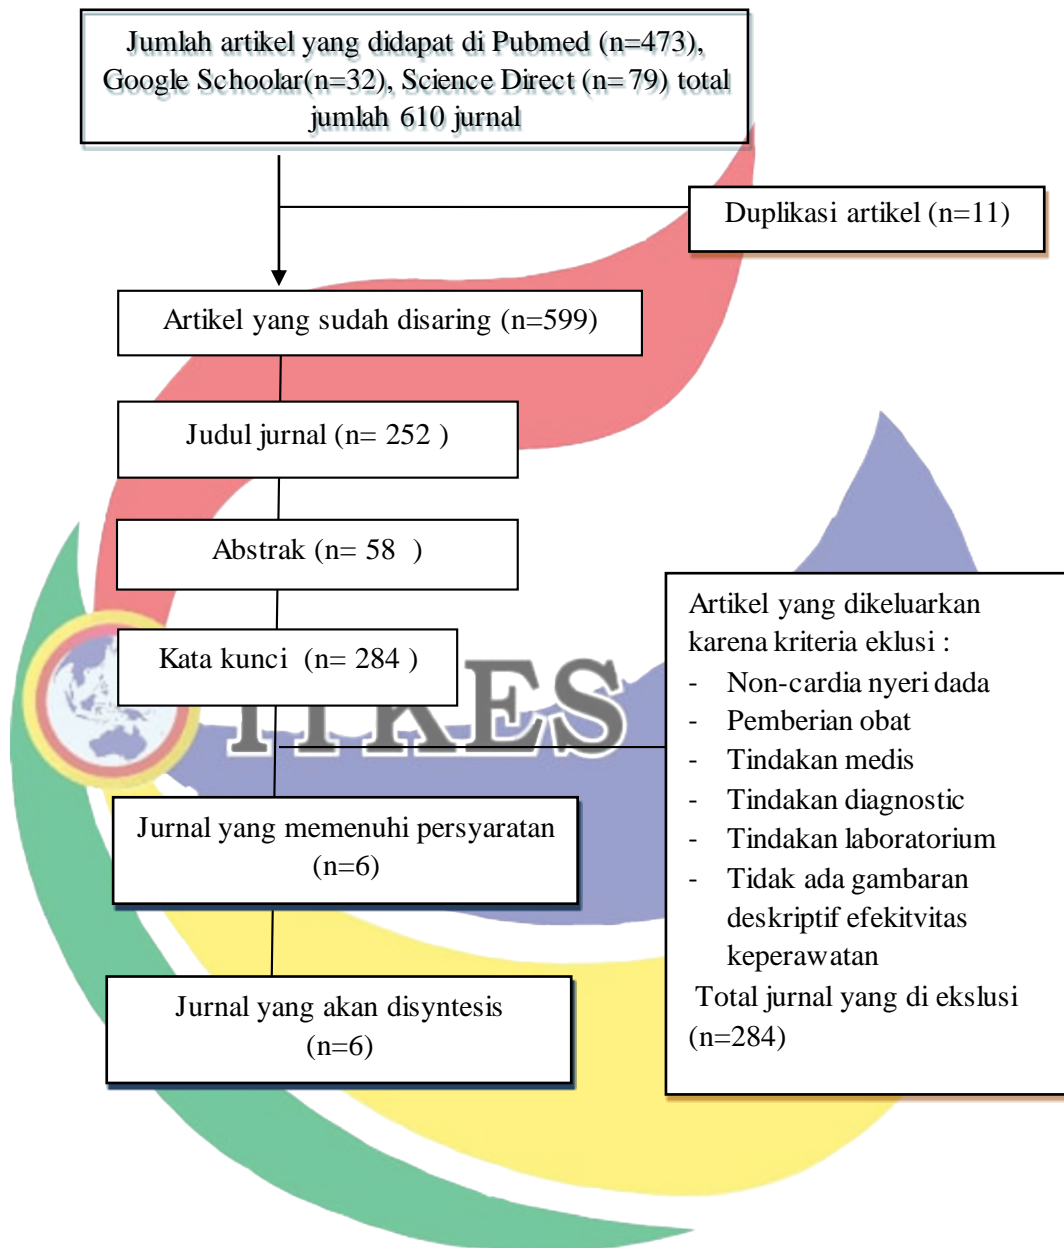 Jumlah artikel yang didapat di Pubmed (n=473),
Google Schoolar(n=32), Science Direct (n= 79) total
jumlah 610 jurnal
Duplikasi artikel (n=11)
Artikel yang sudah disaring (n=599)
Judul jurnal (n= 252 )
Abstrak (n= 58 )
Kata kunci (n= 284 )
Artikel yang dikeluarkan
karena kriteria eklusi :
- Non-cardia nyeri dada
- Pemberian obat
- Tindakan medis
- Tindakan diagnostic
- Tindakan laboratorium
- Tidak ada gambaran
deskriptif efekitvitas
keperawatan
Total jurnal yang di ekslusi
(n=284)
ITKES
Jurnal yang memenuhi persyaratan
(n=6)
Jurnal yang akan disyntesis
(n=6)